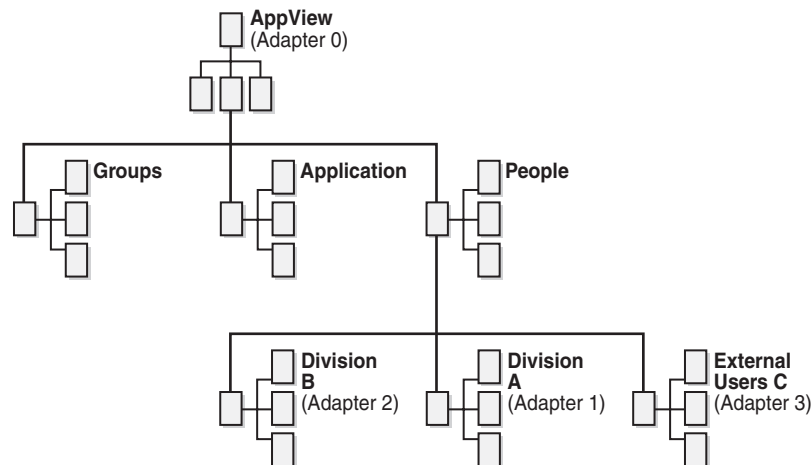 AppView
(Adapter 0)
Groups
Application
People
Division
B
(Adapter 2)
Division
A
(Adapter 1)
External
Users C
(Adapter 3)